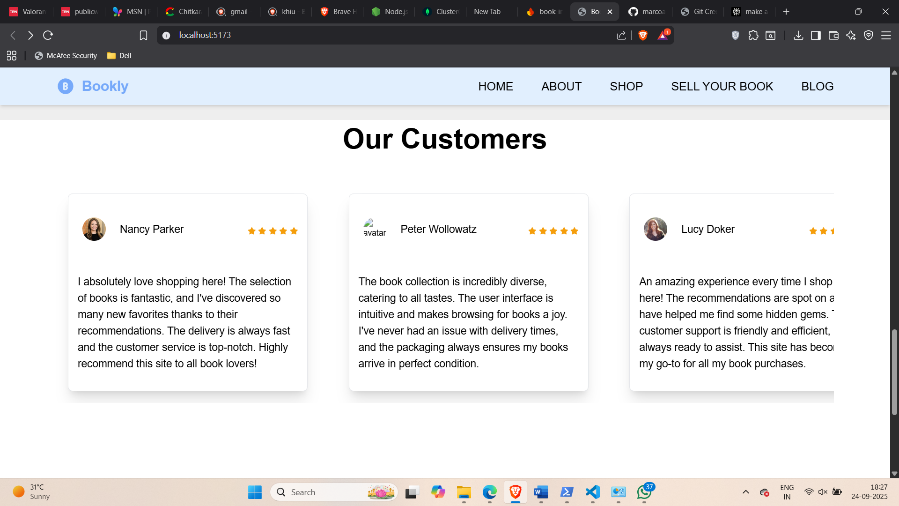 Valoran
publice
MSN | I
Chitkar
gmail
khiu
Brave H
Node.js
Cluster
New Tab
book w
Bo
marcoa
Git Cre
make a
localhost:5173
McAfee Security
Dell
Bookly
HOME
ABOUT
SHOP
SELL YOUR BOOK
BLOG
Our Customers
Nancy Parker
I absolutely love shopping here! The selection
of books is fantastic, and I've discovered so
many new favorites thanks to their
recommendations. The delivery is always fast
and the customer service is top-notch. Highly
recommend this site to all book lovers!
avatar
Peter Wollowatz
The book collection is incredibly diverse,
catering to all tastes. The user interface is
intuitive and makes browsing for books a joy.
I've never had an issue with delivery times,
and the packaging always ensures my books
arrive in perfect condition.
Lucy Doker
An amazing experience every time I shop
here! The recommendations are spot on a
have helped me find some hidden gems.
customer support is friendly and efficient,
always ready to assist. This site has becor
my go-to for all my book purchases.
31°C
Sunny
Search
37
ENG
IN
18:27
24-09-2025